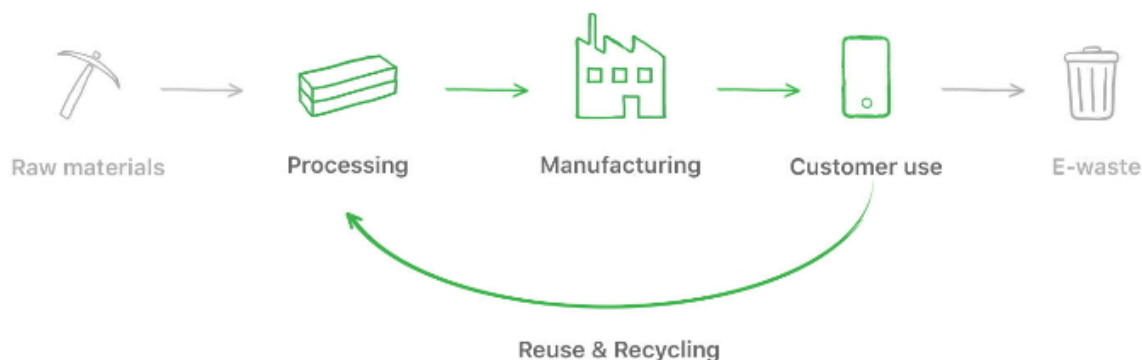 Raw materials
Processing
Manufacturing
Customer use
E-waste
Reuse & Recycling